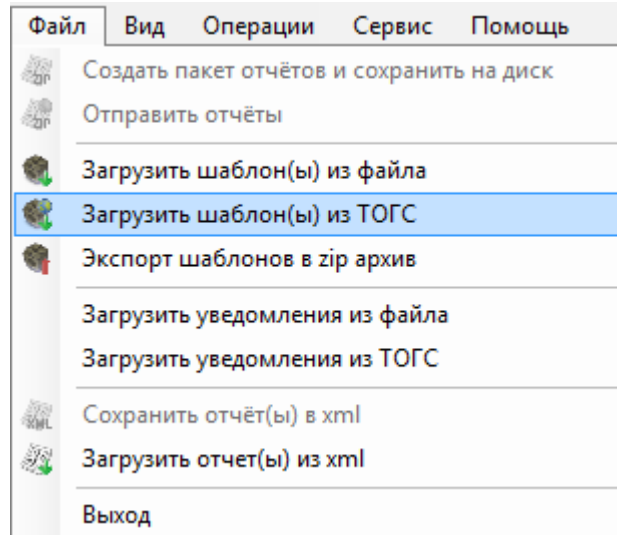 Файл Вид Операции Сервис Помощь
Создать пакет отчётов и сохранить на диск
Отправить отчёты
Загрузить шаблон(ы) из файла
Загрузить шаблон(ы) из ТОГС
Экспорт шаблонов в zip архив
Загрузить уведомления из файла
Загрузить уведомления из ТОГС
Сохранить отчёт(ы) в xml
Загрузить отчет(ы) из xml
Выход